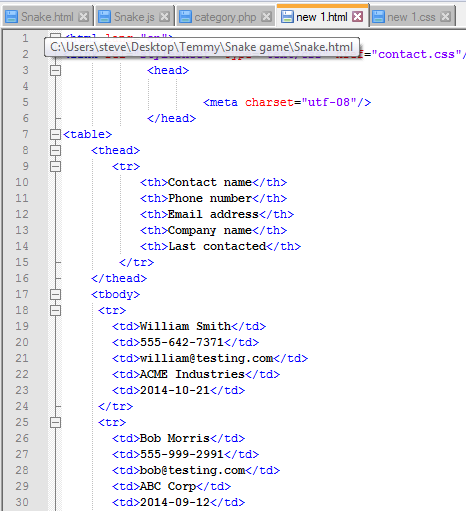 Snake.html Snake.js category.php new 1.html new 1.css
1 <html lang="en">
C:\Users\steve\Desktop\Temmy\Snake game\Snake.html
2 "contact.css"/
3 <head>
4
5 <meta charset="utf-08"/>
6 </head>
7 <table>
8 <thead>
9 <tr>
10 <th>Contact name</th>
11 <th>Phone number</th>
12 <th>Email address</th>
13 <th>Company name</th>
14 <th>Last contacted</th>
15 </tr>
16 </thead>
17 <tbody>
18 <tr>
19 <td>William Smith</td>
20 <td>555-642-7371</td>
21 <td>william@testing.com</td>
22 <td>ACME Industries</td>
23 <td>2014-10-21</td>
24 </tr>
25 <tr>
26 <td>Bob Morris</td>
27 <td>555-999-2991</td>
28 <td>bob@testing.com</td>
29 <td>ABC Corp</td>
30 <td>2014-09-12</td>